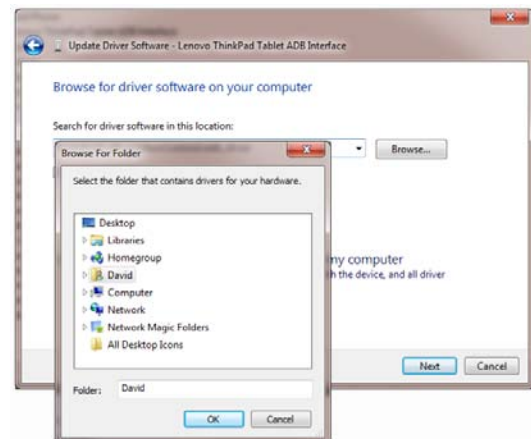 Update Driver Software - Lenovo ThinkPad Tablet ADB Interface
Browse for driver software on your computer
Search for driver software in this location:
Browse...
Browse For Folder
Select the folder that contains drivers for your hardware.
Desktop
Libraries
Homegroup
David
Computer
Network
Network Magic Folders
All Desktop Icons
my computer
the device, and all driver
Next
Cancel
Folder:
David
OK
Cancel